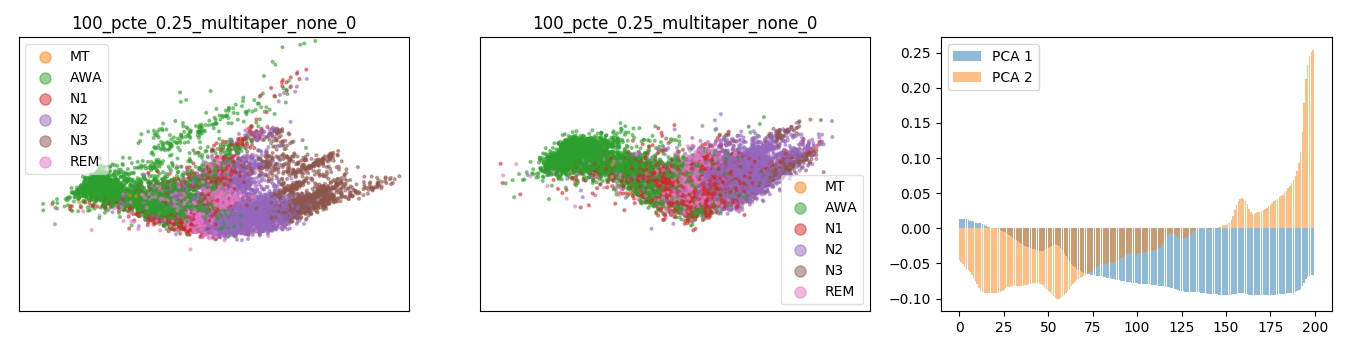 100_pcte_0.25_multitaper_none_0
MT
AWA
N1
N2
N3
REM
100_pcte_0.25_multitaper_none_0
MT
AWA
N1
N2
N3
REM
PCA 1
PCA 2
0.25
0.20
0.15
0.10
0.05
0.00
−0.05
−0.10
0 25 50 75 100 125 150 175 200